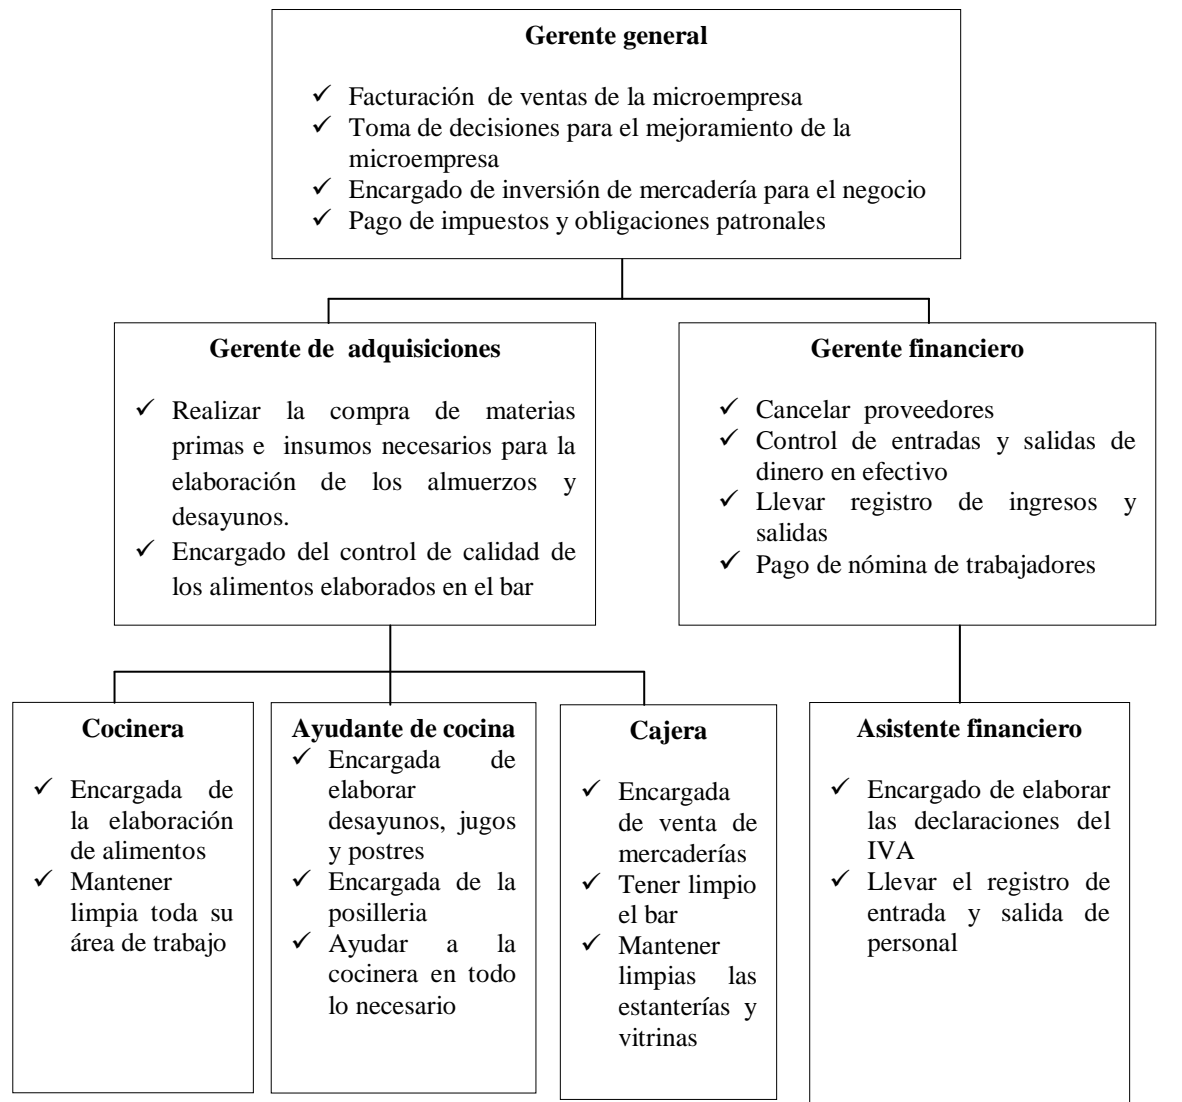 Gerente general
✓ Facturación de ventas de la microempresa
✓ Toma de decisiones para el mejoramiento de la
microempresa
✓ Encargado de inversión de mercadería para el negocio
✓ Pago de impuestos y obligaciones patronales
Gerente de adquisiciones
✓ Realizar la compra de materias
primas e insumos necesarios para la
elaboración de los almuerzos y
desayunos.
✓ Encargado del control de calidad de
los alimentos elaborados en el bar
Gerente financiero
✓ Cancelar proveedores
✓ Control de entradas y salidas de
dinero en efectivo
✓ Llevar registro de ingresos y
salidas
✓ Pago de nómina de trabajadores
Cocinera
✓ Encargada de
la elaboración
de alimentos
✓ Mantener
limpia toda su
área de trabajo
Ayudante de cocina
✓ Encargada de
elaborar
desayunos, jugos
y postres
✓ Encargada de la
posilleria
✓ Ayudar a la
cocinera en todo
lo necesario
Cajera
✓ Encargada
de venta de
mercaderías
✓ Tener limpio
el bar
✓ Mantener
limpias las
estanterías y
vitrinas
Asistente financiero
✓ Encargado de elaborar
las declaraciones del
IVA
✓ Llevar el registro de
entrada y salida de
personal